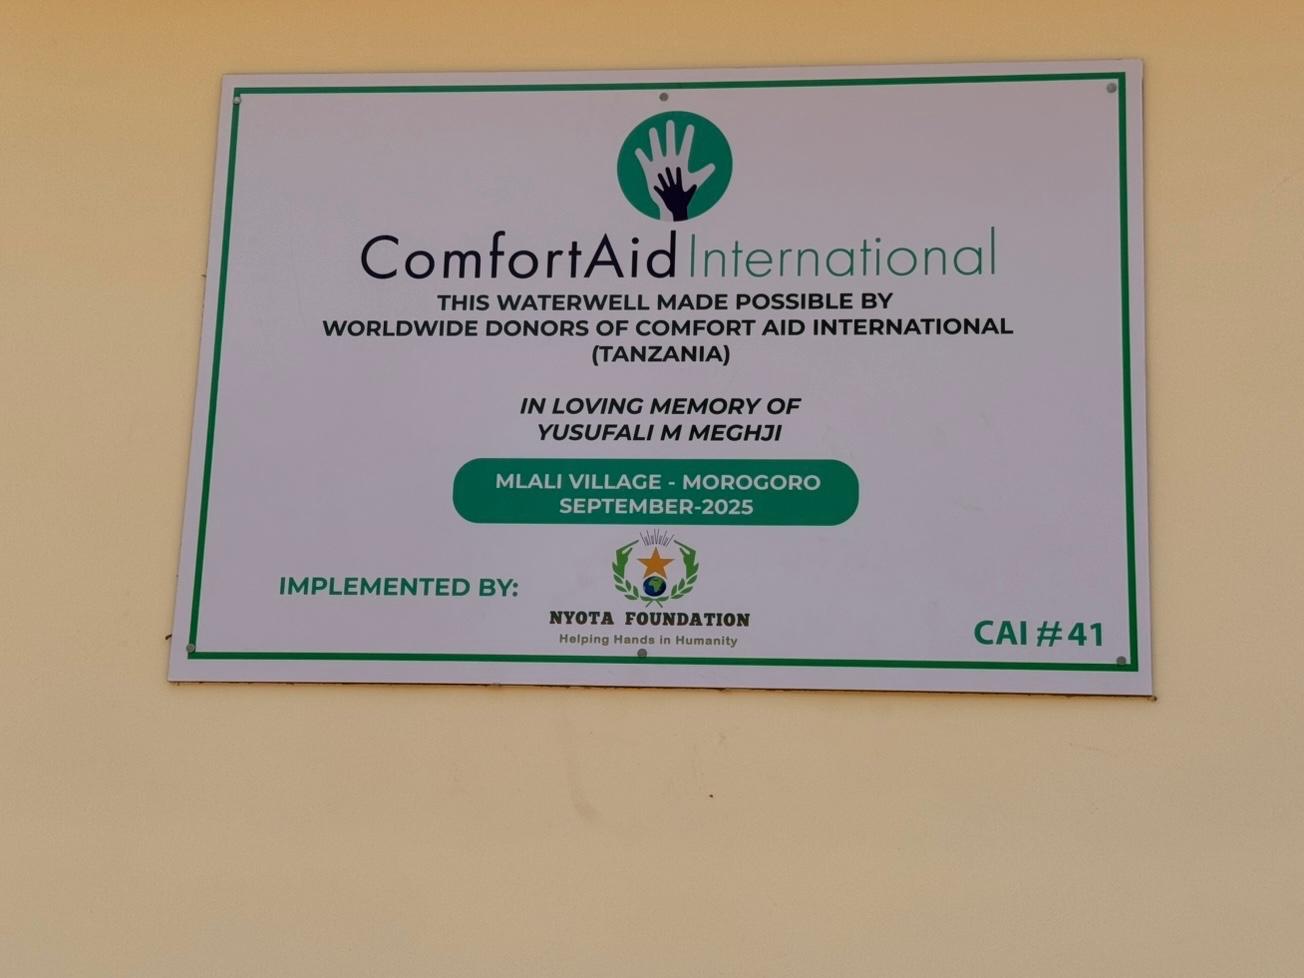 ComfortAid International
THIS WATERWELL MADE POSSIBLE BY
WORLDWIDE DONORS OF COMFORT AID INTERNATIONAL
(TANZANIA)
IN LOVING MEMORY OF
YUSUFALI M MEGHJI
MLALI VILLAGE - MOROGORO
SEPTEMBER-2025
IMPLEMENTED BY:
NYOTA FOUNDATION
Helping Hands in Humanity
CAI #41